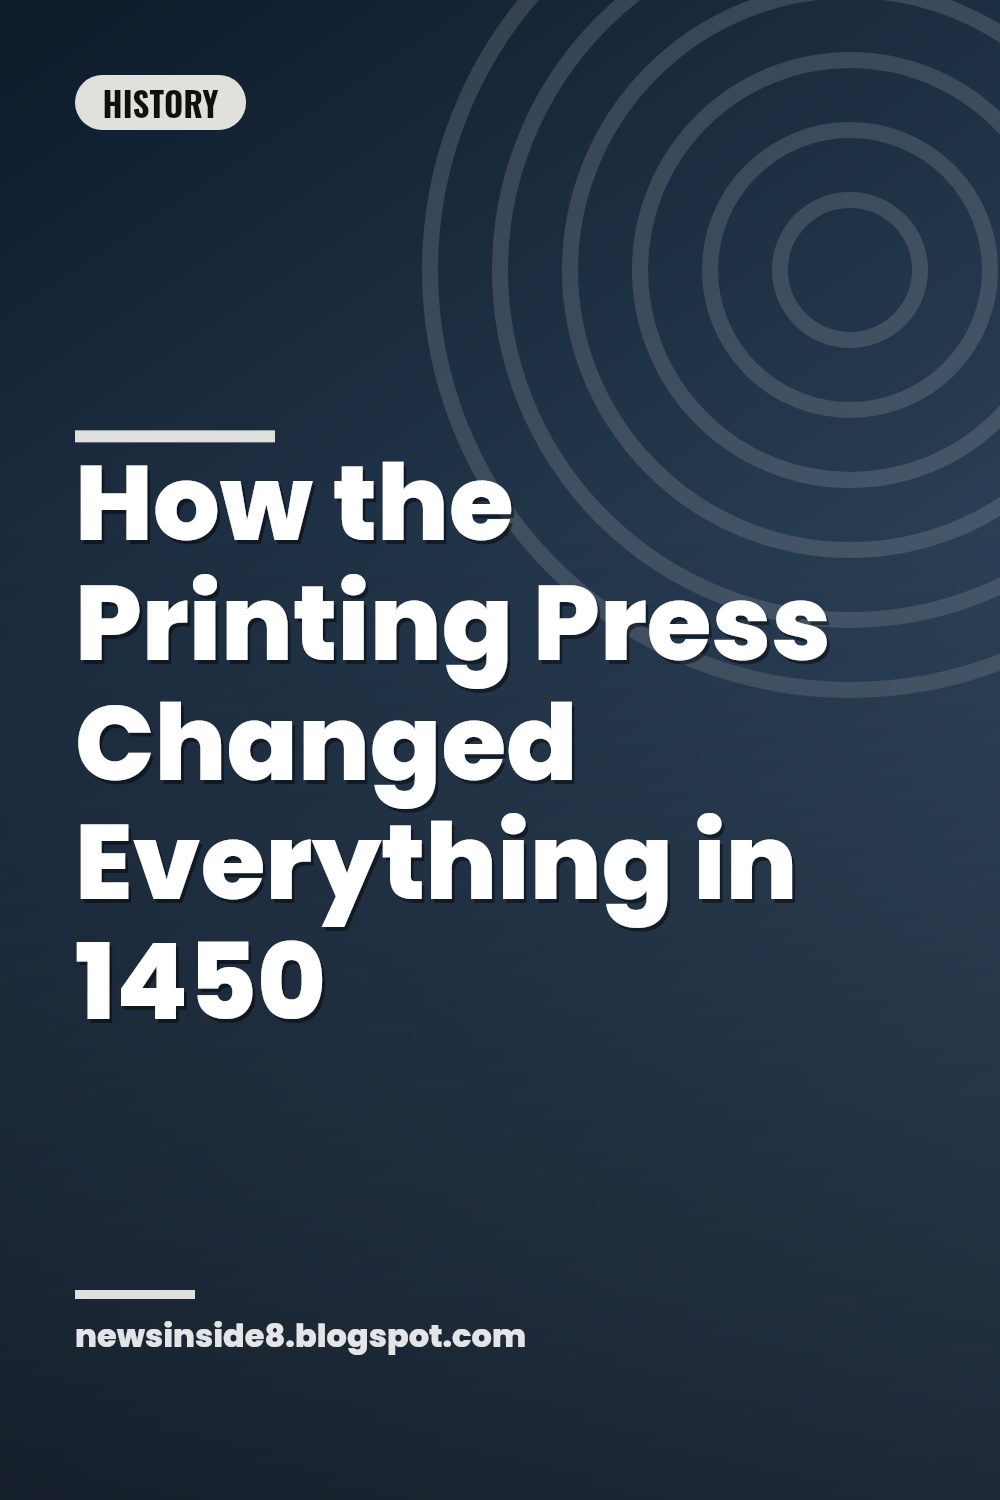 HISTORY
How the
Printing Press
Changed
Everything in
1450
newsinside8.blogspot.com